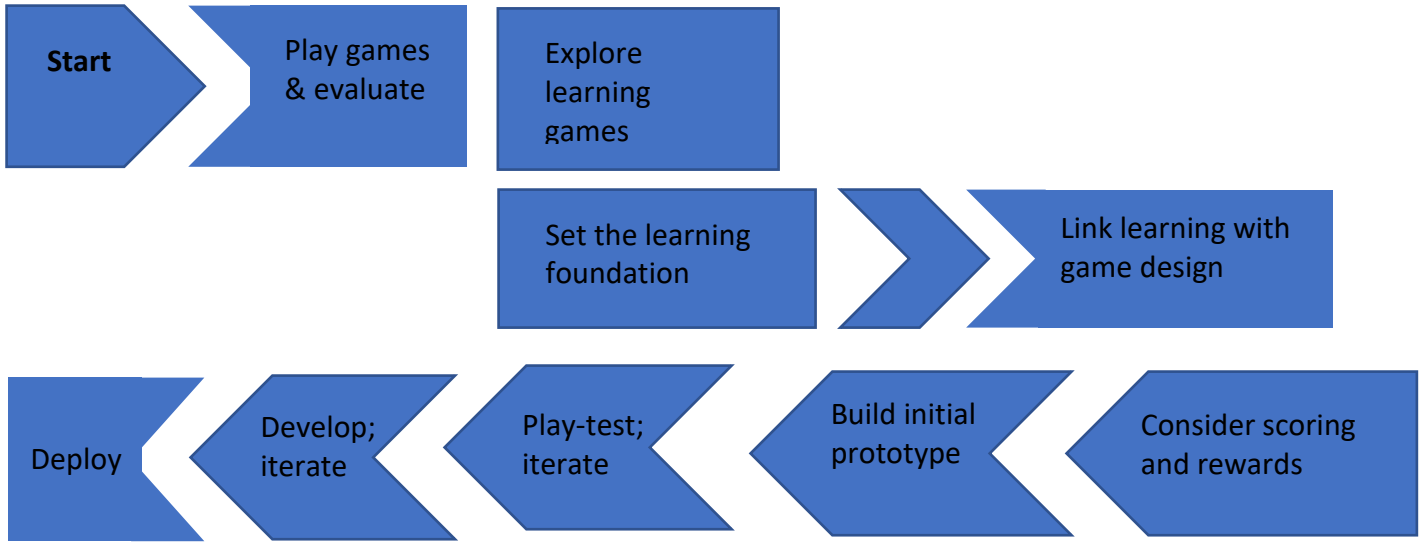 Start
Play games
& evaluate
Explore
learning
games
Set the learning
foundation
Link learning with
game design
Deploy
Develop;
iterate
Play-test;
iterate
Build initial
prototype
Consider scoring
and rewards